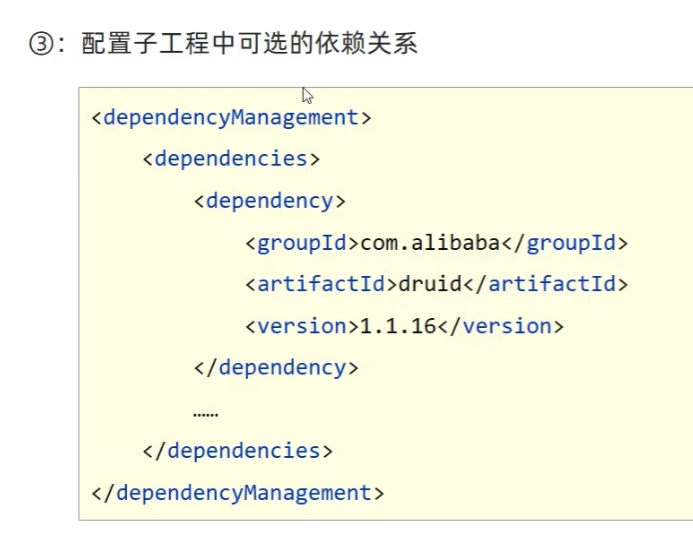 ③：配置子工程中可选的依赖关系
<dependencyManagement>
<dependencies>
<dependency>
<groupId>com.alibaba</groupId>
<artifactId>druid</artifactId>
<version>1.1.16</version>
</dependency>
……
</dependencies>
</dependencyManagement>